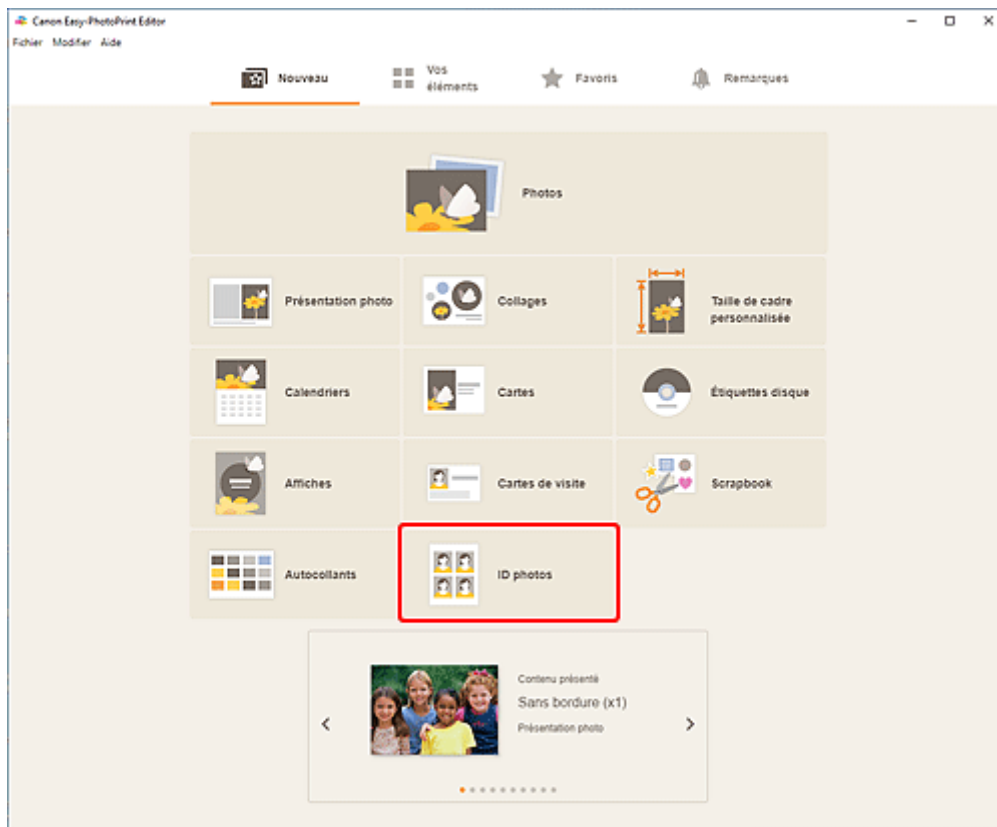 Canon Easy-PhotoPrint Editor
Fichier Modifier Aide
Nouveau
Vos
éléments
Favoris
Remarques
Photos
Présentation photo
Collages
Taille de cadre
personnalisée
Calendriers
Cartes
Étiquettes disque
Affiches
Cartes de visite
Scrapbook
Autocollants
ID photos
Contenu présenté
Sans bordure (x1)
Présentation photo